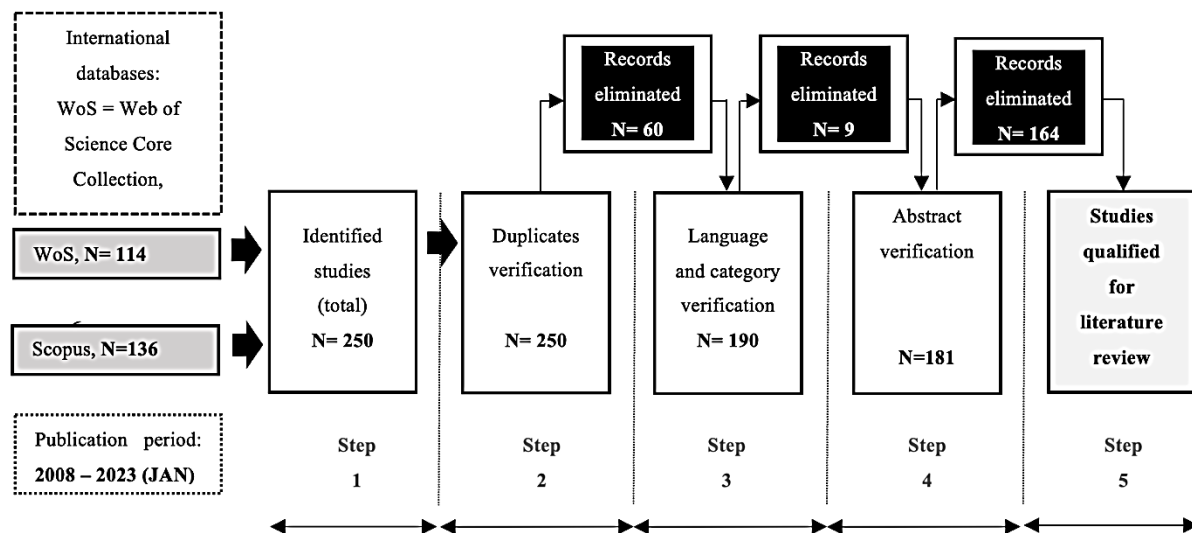 International
databases:
WoS = Web of
Science Core
Collection,
WoS, N= 114
Scopus, N=136
Publication period:
2008 – 2023 (JAN)
Identified
studies
(total)
N= 250
Duplicates
verification
N= 250
Records
eliminated
N= 60
Language
and category
verification
N= 190
Records
eliminated
N= 9
Abstract
verification
N=181
Records
eliminated
N= 164
Studies
qualified
for
literature
review
Step
1
Step
2
Step
3
Step
4
Step
5